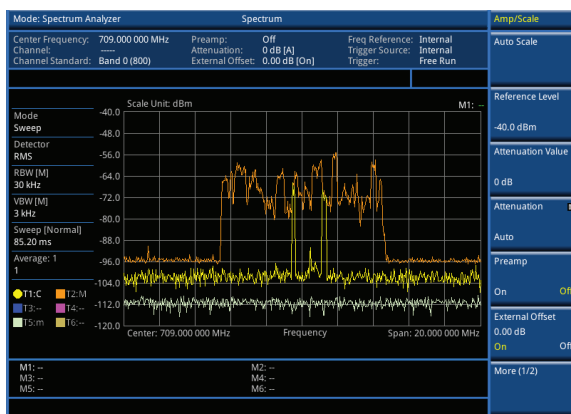 Mode: Spectrum Analyzer Spectrum
Center Frequency: 709.000 000 MHz Preamp: Off Freq Reference: Internal
Channel: ----- Attenuation: 0 dB [A] Trigger Source: Internal
Channel Standard: Band 0 (800) External Offset: 0.00 dB [On] Trigger: Free Run
Scale Unit: dBm M1: --
Mode
Sweep
Detector
RMS
RBW [M]
30 kHz
VBW [M]
3 kHz
Sweep [Normal]
85.20 ms
Average: 1
1
T1:C T2:M
T3:-- T4:--
T5:m T6:--
-40.0
-48.0
-56.0
-64.0
-72.0
-80.0
-88.0
-96.0
-104.0
-112.0
-120.0
Center: 709.000 000 MHz Frequency Span: 20.000 000 MHz
M1: -- M2: --
M3: -- M4: --
M5: -- M6: --
Amp/Scale
Auto Scale
Reference Level
-40.0 dBm
Attenuation Value
0 dB
Attenuation
Auto
Preamp
On Off
External Offset
0.00 dB
On Off
More (1/2)